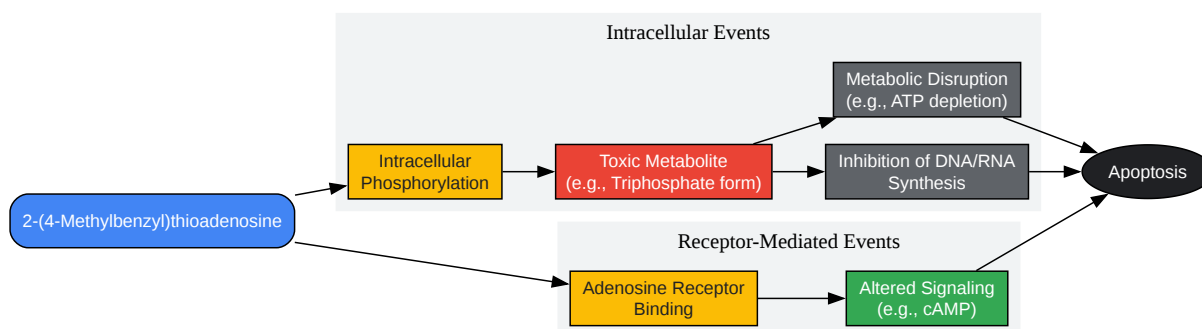 Intracellular Events
Metabolic Disruption
(e.g., ATP depletion)
Intracellular
Phosphorylation
Toxic Metabolite
(e.g., Triphosphate form)
Inhibition of DNA/RNA
Synthesis
Apoptosis
2-(4-Methylbenzyl)thioadenosine
Receptor-Mediated Events
Adenosine Receptor
Binding
Altered Signaling
(e.g., cAMP)